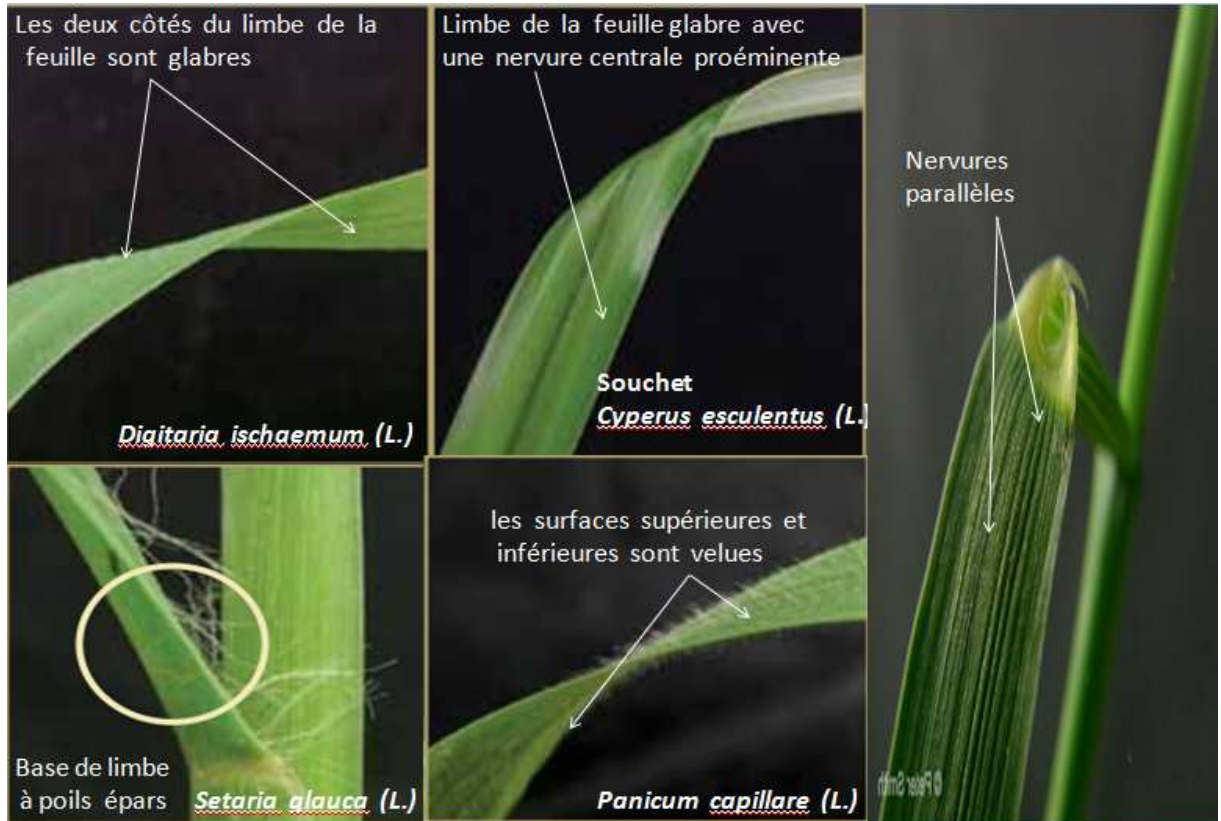 Les deux côtés du limbe de la
feuille sont glabres
Digitaria ischaemum (L.)
Limbe de la feuille glabre avec
une nervure centrale proéminente
Souchet
Cyperus esculentus (L.)
Nervures
parallèles
Base de limbe
à poils épars
Setaria glauca (L.)
les surfaces supérieures et
inférieures sont velues
Panicum capillare (L.)
© Peter Smith